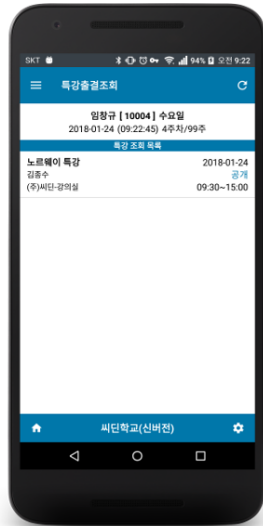 SKT 94% 오전 9:22
특강출결조회
임창규 [ 10004 ] 수요일
2018-01-24 (09:22:45) 4주차/99주
특강 조회 목록
노르웨이 특강 2018-01-24
김종수 공개
(주)씨딘-강의실 09:30~15:00
씨딘학교(신버전)